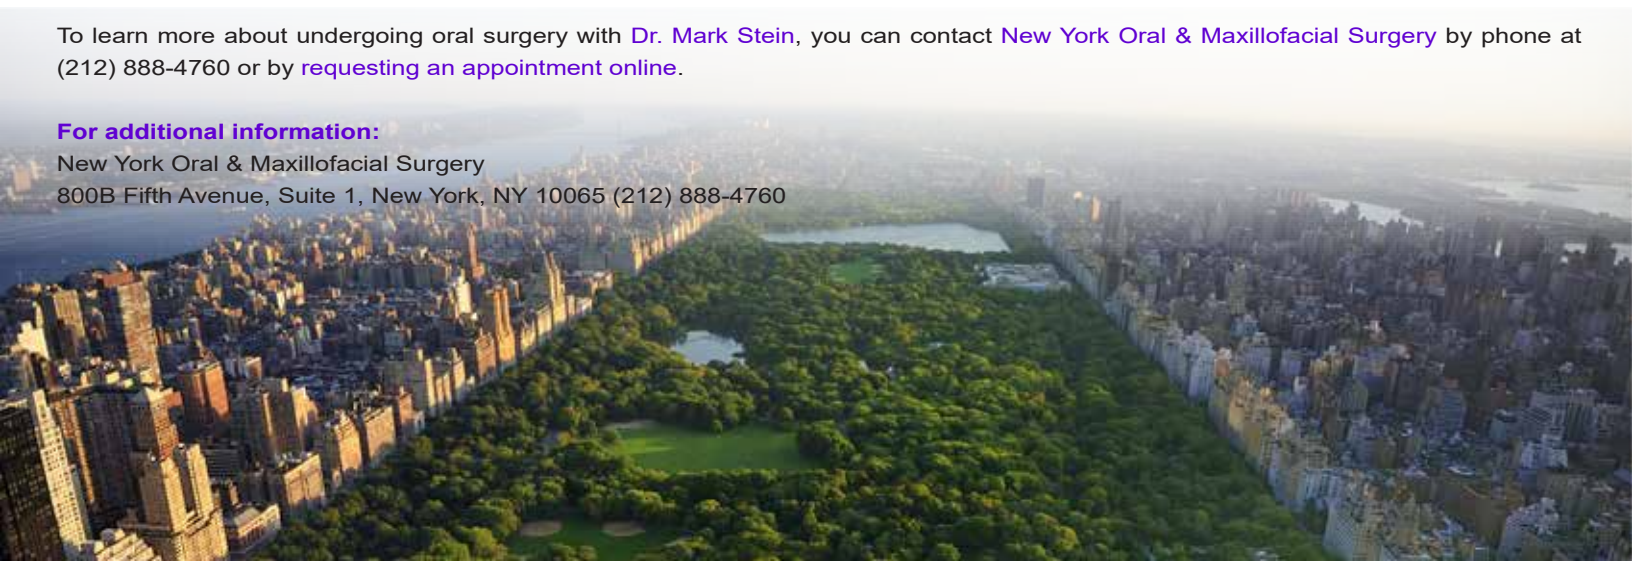 To learn more about undergoing oral surgery with Dr. Mark Stein, you can contact New York Oral & Maxillofacial Surgery by phone at
(212) 888-4760 or by requesting an appointment online.
For additional information:
New York Oral & Maxillofacial Surgery
800B Fifth Avenue, Suite 1, New York, NY 10065 (212) 888-4760